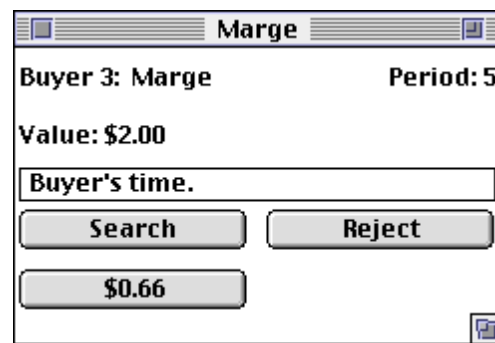 Marge
Buyer 3: Marge Period: 5
Value: $2.00
Buyer's time.
Search Reject
$0.66